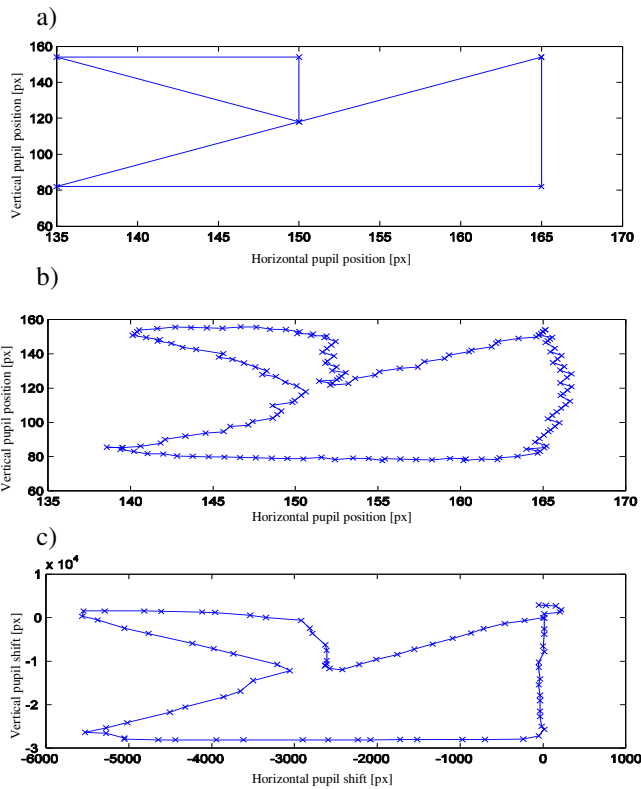 a)
160
140
120
100
80
60
Vertical pupil position [px]
135 140 145 150 155 160 165 170
Horizontal pupil position [px]
b)
160
140
120
100
80
60
Vertical pupil position [px]
135 140 145 150 155 160 165 170
Horizontal pupil position [px]
c)
x 10⁴
1
0
-1
-2
-3
Vertical pupil shift [px]
-6000 -5000 -4000 -3000 -2000 -1000 0 1000
Horizontal pupil shift [px]